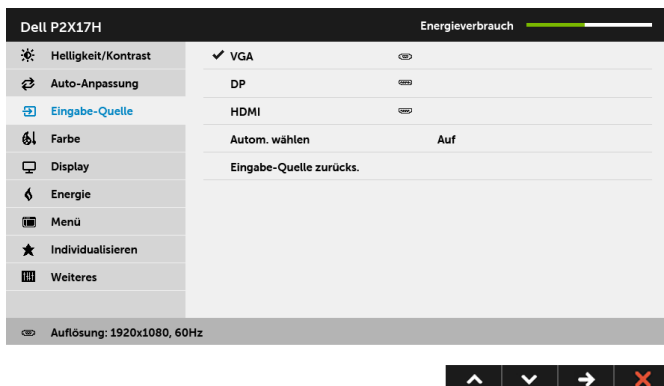 Dell P2X17H Energieverbrauch
Helligkeit/Kontrast ✓ VGA
Auto-Anpassung DP
Eingabe-Quelle HDMI
Farbe Autom. wählen Auf
Display Eingabe-Quelle zurücks.
Energie
Menü
Individualisieren
Weiteres
Auflösung: 1920x1080, 60Hz